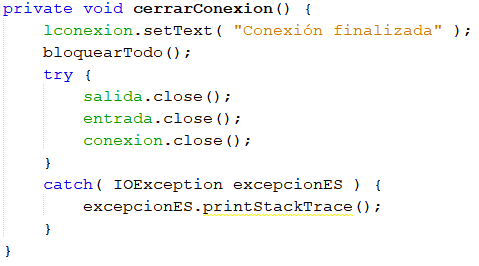 private void cerrarConexion() {
lconexion.setText( "Conexión finalizada" );
bloquearTodo();
try {
salida.close();
entrada.close();
conexion.close();
}
catch( IOException excepcionES ) {
excepcionES.printStackTrace();
}
}